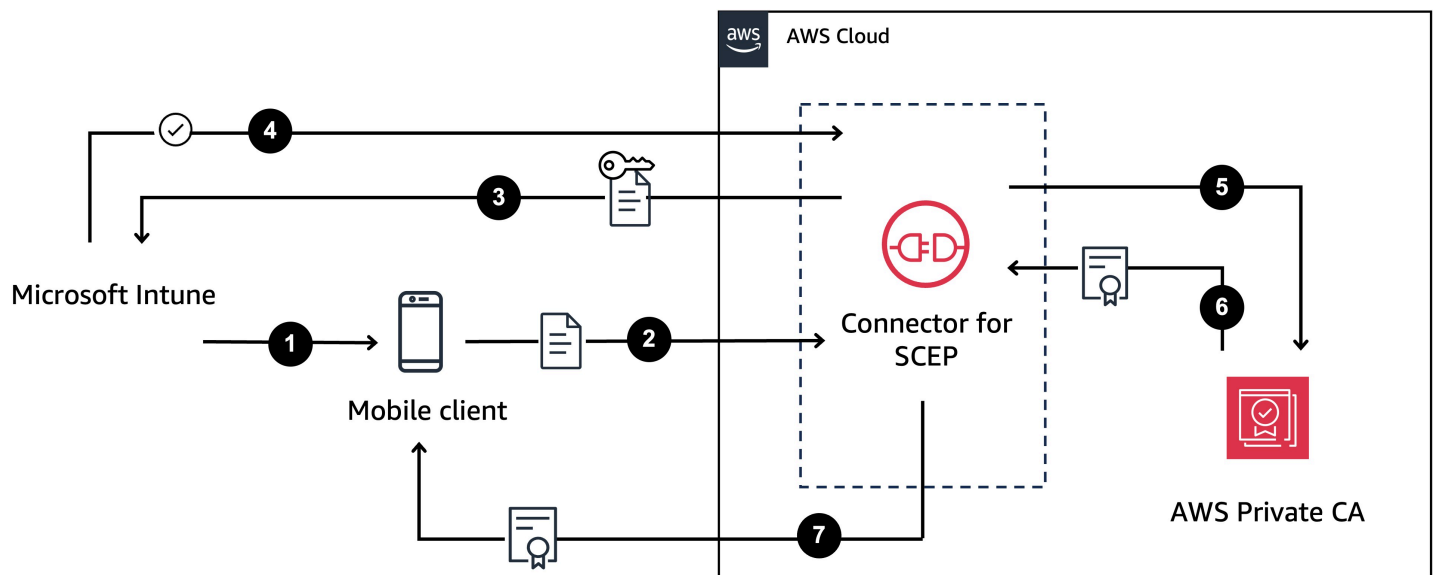 aws
AWS Cloud
4
3
5
Microsoft Intune
6
1
2
Connector for
SCEP
Mobile client
AWS Private CA
7